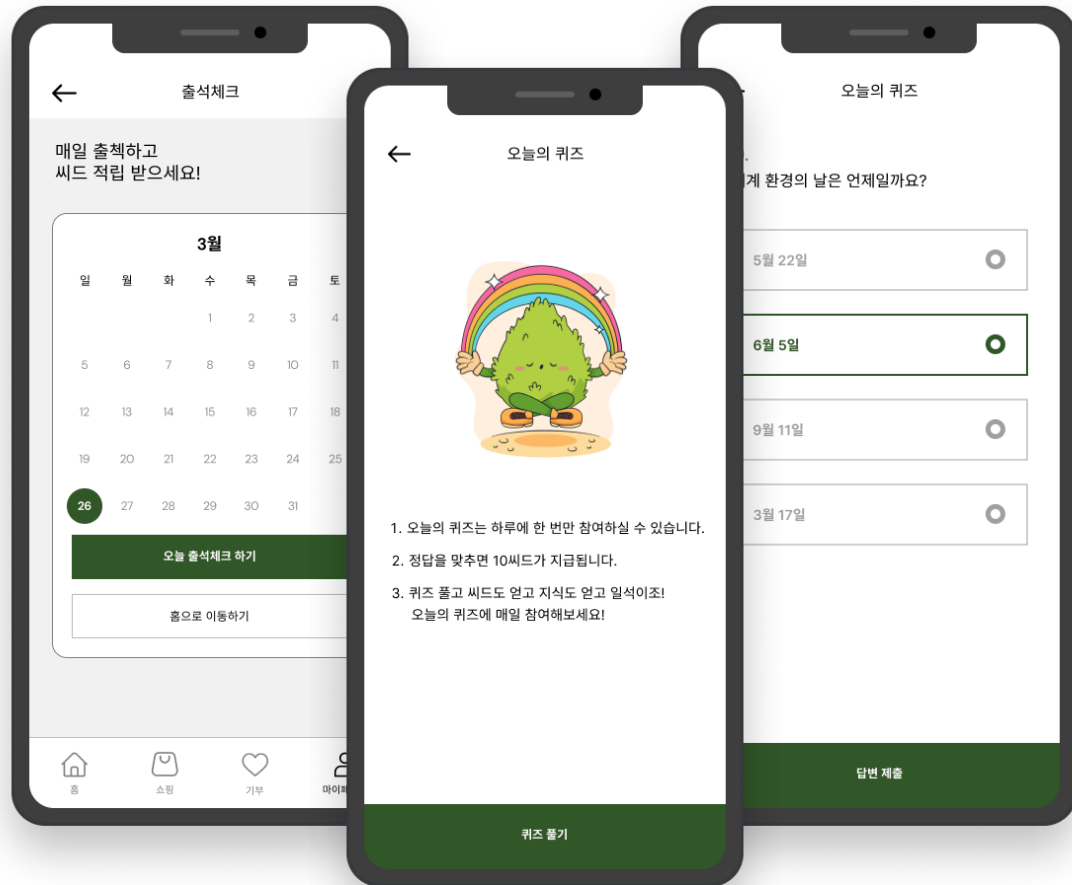 출석체크
매일 출첵하고
씨드 적립 받으세요!
3월
일 월 화 수 목 금 토
1 2 3 4
5 6 7 8 9 10 11
12 13 14 15 16 17 18
19 20 21 22 23 24 25
26 27 28 29 30 31
오늘 출석체크 하기
홈으로 이동하기
홈 쇼핑 기부
오늘의 퀴즈
1. 오늘의 퀴즈는 하루에 한 번만 참여하실 수 있습니다.
2. 정답을 맞추면 10씨드가 지급됩니다.
3. 퀴즈 풀고 씨드도 얻고 지식도 얻고 일석이조!
오늘의 퀴즈에 매일 참여해보세요!
퀴즈 풀기
오늘의 퀴즈
환경의 날은 언제일까요?
5월 22일
6월 5일
9월 11일
3월 17일
답변 제출